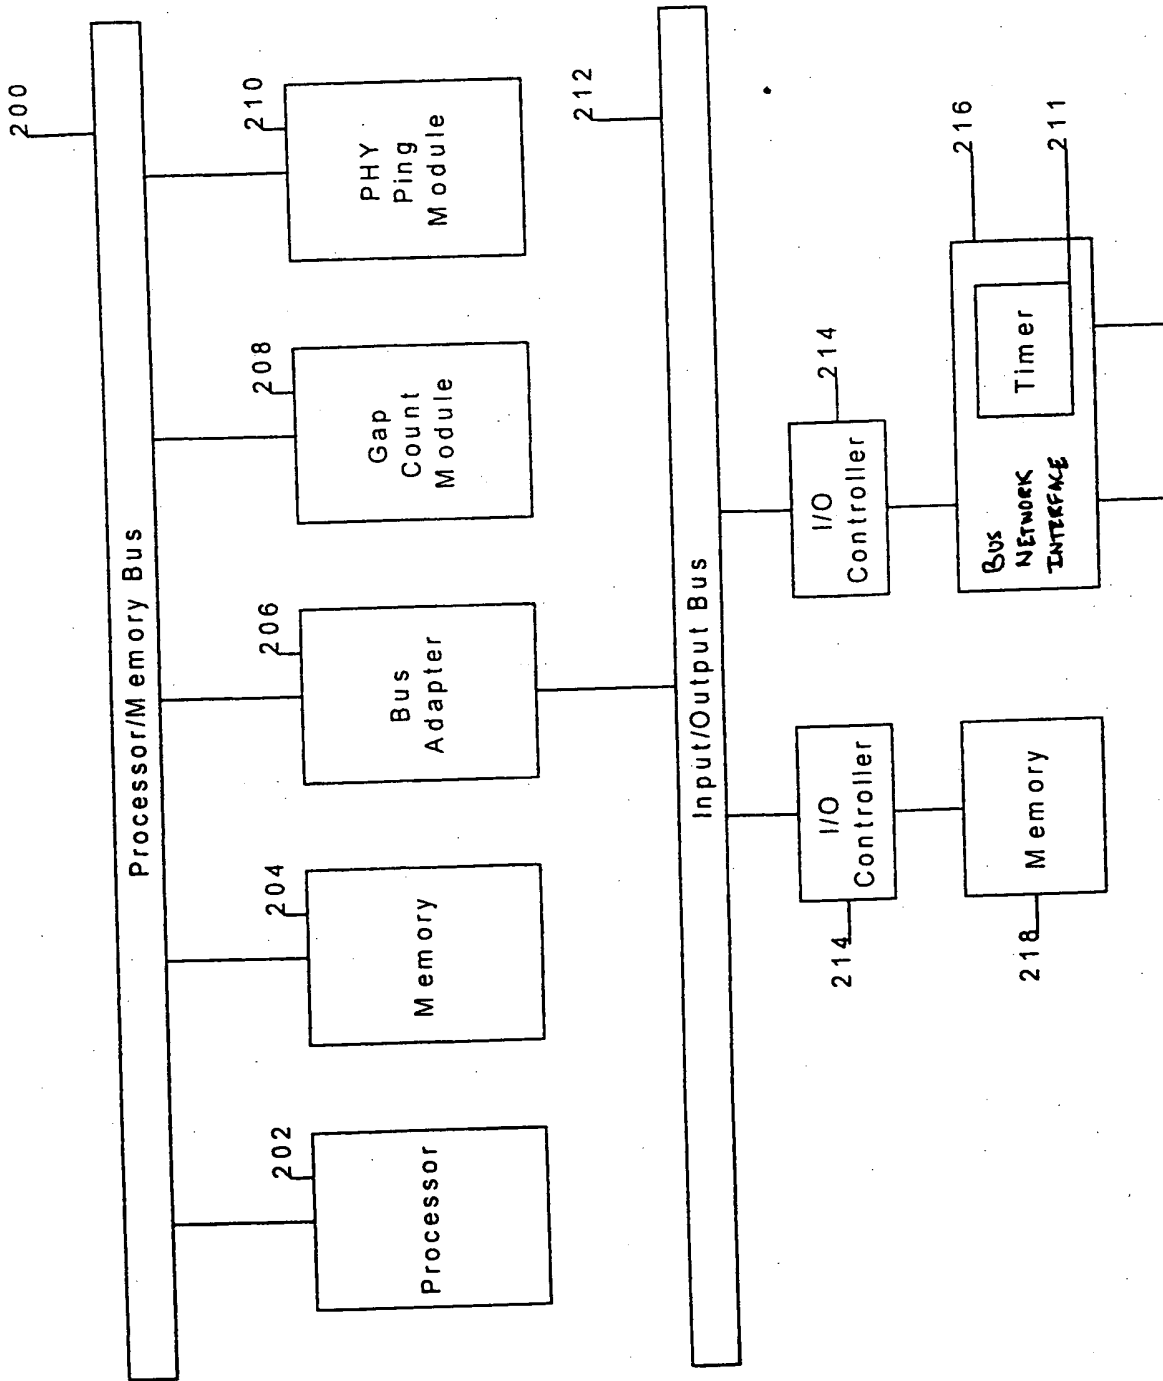 200
Processor/Memory Bus
202
Processor
204
Memory
206
Bus
Adapter
208
Gap
Count
Module
210
PHY
Ping
Module
212
Input/Output Bus
214
I/O
Controller
218
Memory
I/O
Controller
214
BUS
NETWORK
INTERFACE
Timer
216
211